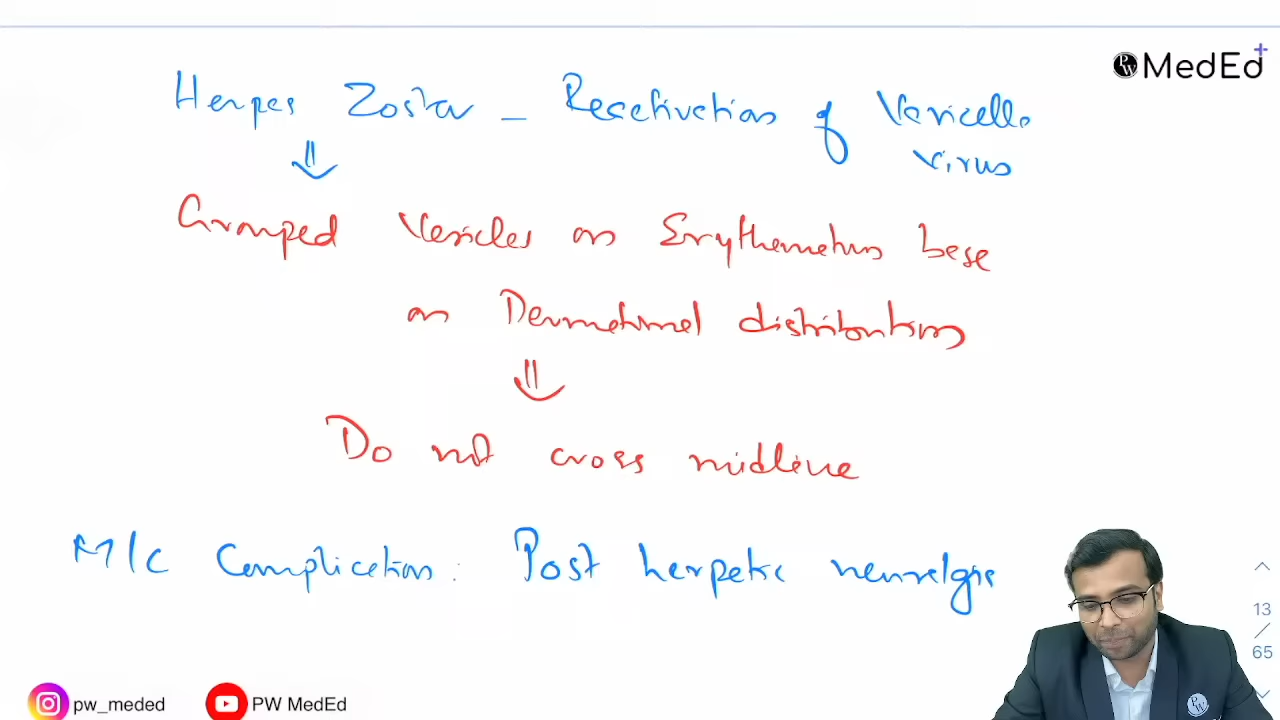 MedEd+
Herpes Zoster - Reactivation of Varicella
Virus
Grouped Vesicles on Erythematus base
on Dermatomal distribution
Do not cross midline
M/C Complication: Post herpetic neuralgia
13
/
65
pw_meded PW MedEd